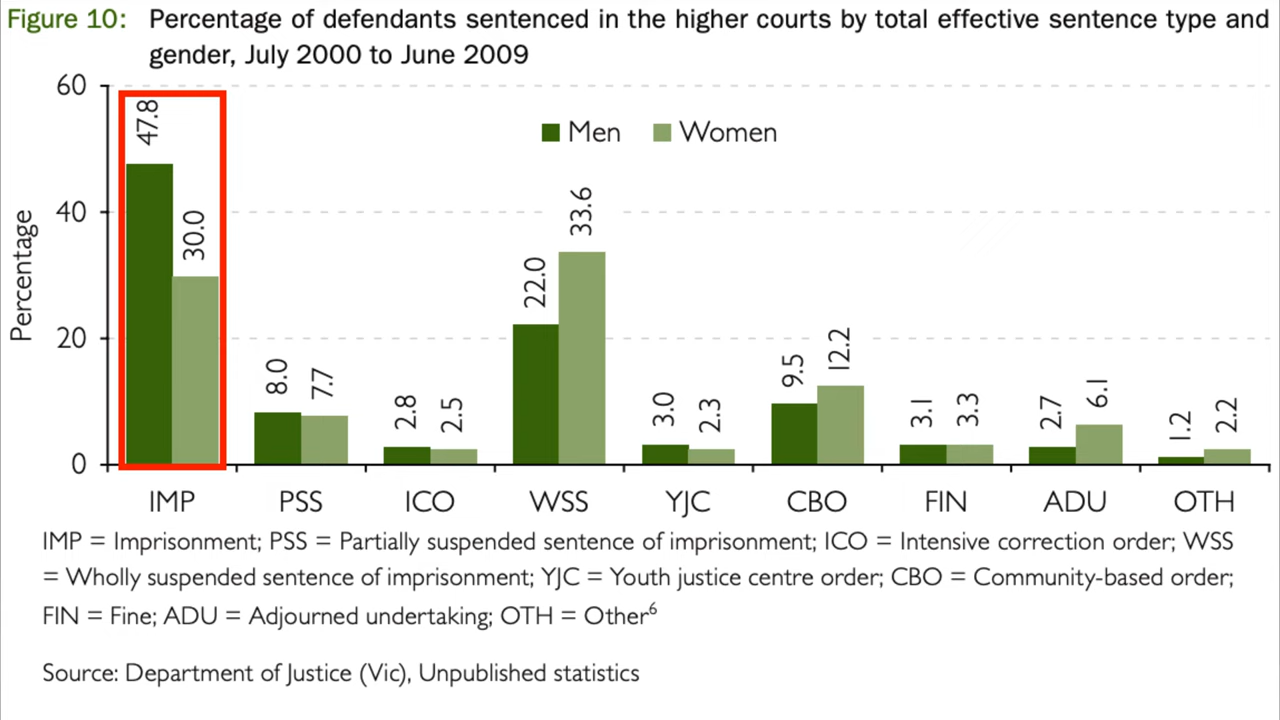 Figure 10: Percentage of defendants sentenced in the higher courts by total effective sentence type and
gender, July 2000 to June 2009
Percentage
60
40
20
0
Men Women
47.8 30.0
8.0 7.7
2.8 2.5
22.0 33.6
3.0 2.3
9.5 12.2
3.1 3.3
2.7 6.1
1.2 2.2
IMP PSS ICO WSS YJC CBO FIN ADU OTH
IMP = Imprisonment; PSS = Partially suspended sentence of imprisonment; ICO = Intensive correction order; WSS
= Wholly suspended sentence of imprisonment; YJC = Youth justice centre order; CBO = Community-based order;
FIN = Fine; ADU = Adjourned undertaking; OTH = Other⁶
Source: Department of Justice (Vic), Unpublished statistics